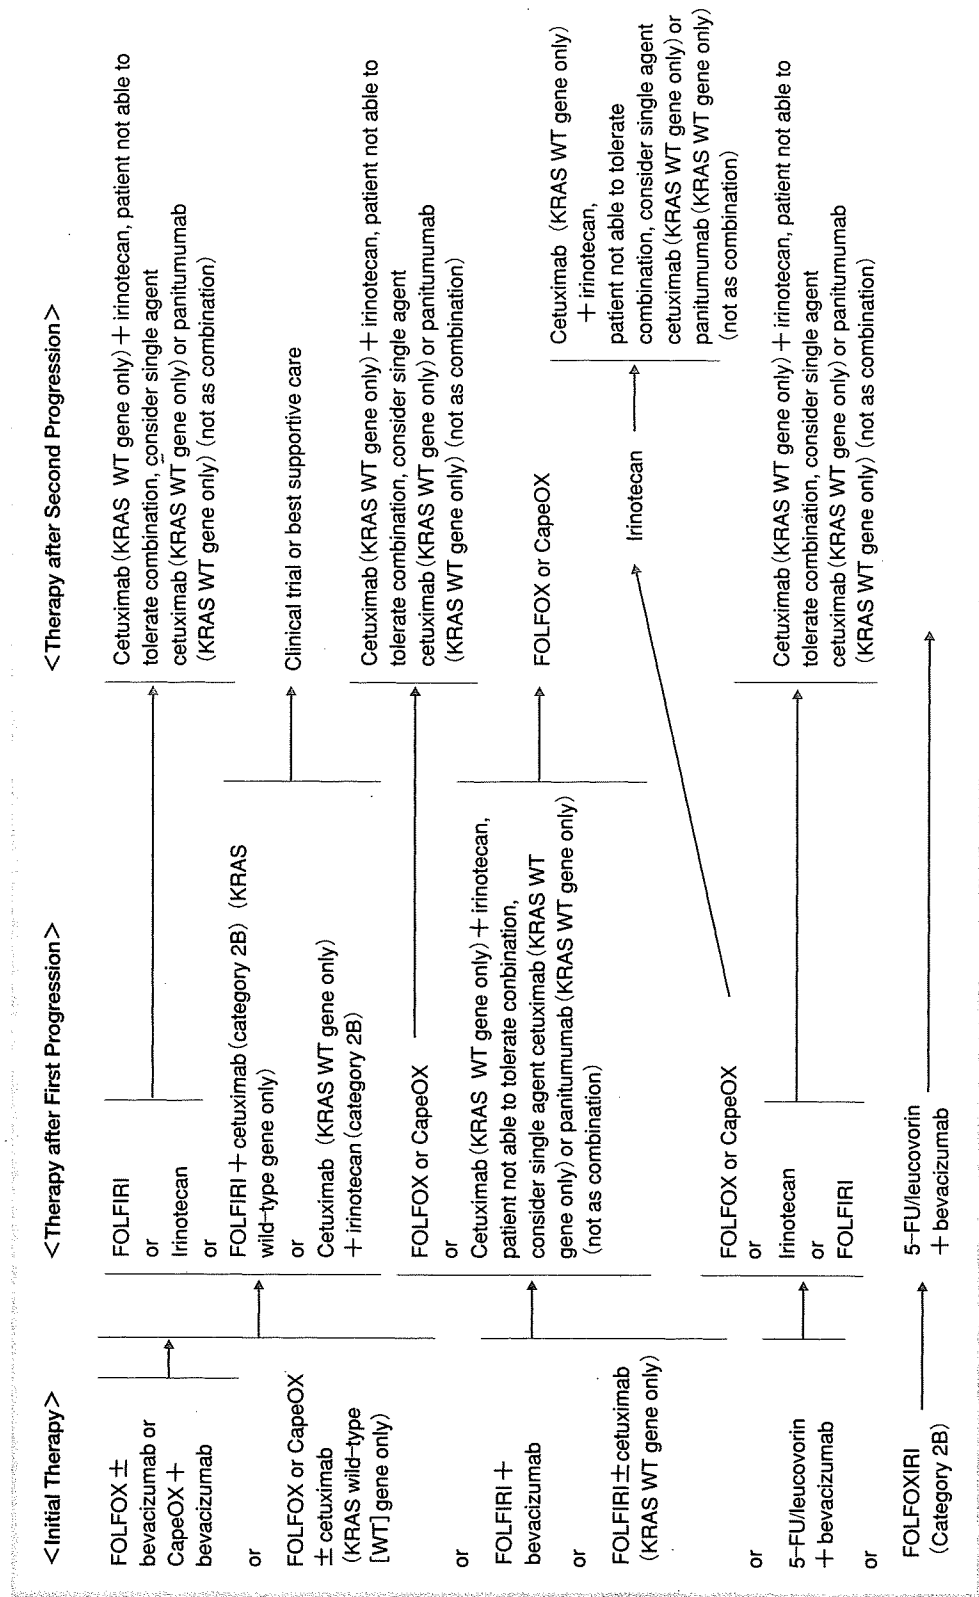 <Initial Therapy>
FOLFOX ±
bevacizumab or
CapeOX +
bevacizumab
or
FOLFOX or CapeOX
± cetuximab
(KRAS wild-type
[WT] gene only)
or
FOLFIRI +
bevacizumab
or
FOLFIRI±cetuximab
(KRAS WT gene only)
or
5-FU/leucovorin
+ bevacizumab
or
FOLFOXIRI
(Category 2B)
<Therapy after First Progression>
FOLFIRI
or
Irinotecan
or
FOLFIRI + cetuximab (category 2B) (KRAS
wild-type gene only)
or
Cetuximab (KRAS WT gene only)
+ irinotecan (category 2B)
FOLFOX or CapeOX
or
Cetuximab (KRAS WT gene only) + irinotecan,
patient not able to tolerate conbination,
consider single agent cetuximab (KRAS WT
gene only) or panitumumab (KRAS WT gene only)
(not as combination)
FOLFOX or CapeOX
or
Irinotecan
or
FOLFIRI
5-FU/leucovorin
+ bevacizumab
<Therapy after Second Progression>
Cetuximab (KRAS WT gene only) + irinotecan, patient not able to
tolerate combination, consider single agent
cetuximab (KRAS WT gene only) or panitumumab
(KRAS WT gene only) (not as combination)
Clinical trial or best supportive care
Cetuximab (KRAS WT gene only) + irinotecan, patient not able to
tolerate combination, consider single agent
cetuximab (KRAS WT gene only) or panitumumab
(KRAS WT gene only) (not as combination)
FOLFOX or CapeOX
Irinotecan
Cetuximab (KRAS WT gene only)
+ irinotecan,
patient not able to tolerate
combination, consider single agent
cetuximab (KRAS WT gene only) or
panitumumab (KRAS WT gene only)
(not as combination)
Cetuximab (KRAS WT gene only) + irinotecan, patient not able to
tolerate combination, consider single agent
cetuximab (KRAS WT gene only) or panitumumab
(KRAS WT gene only) (not as combination)